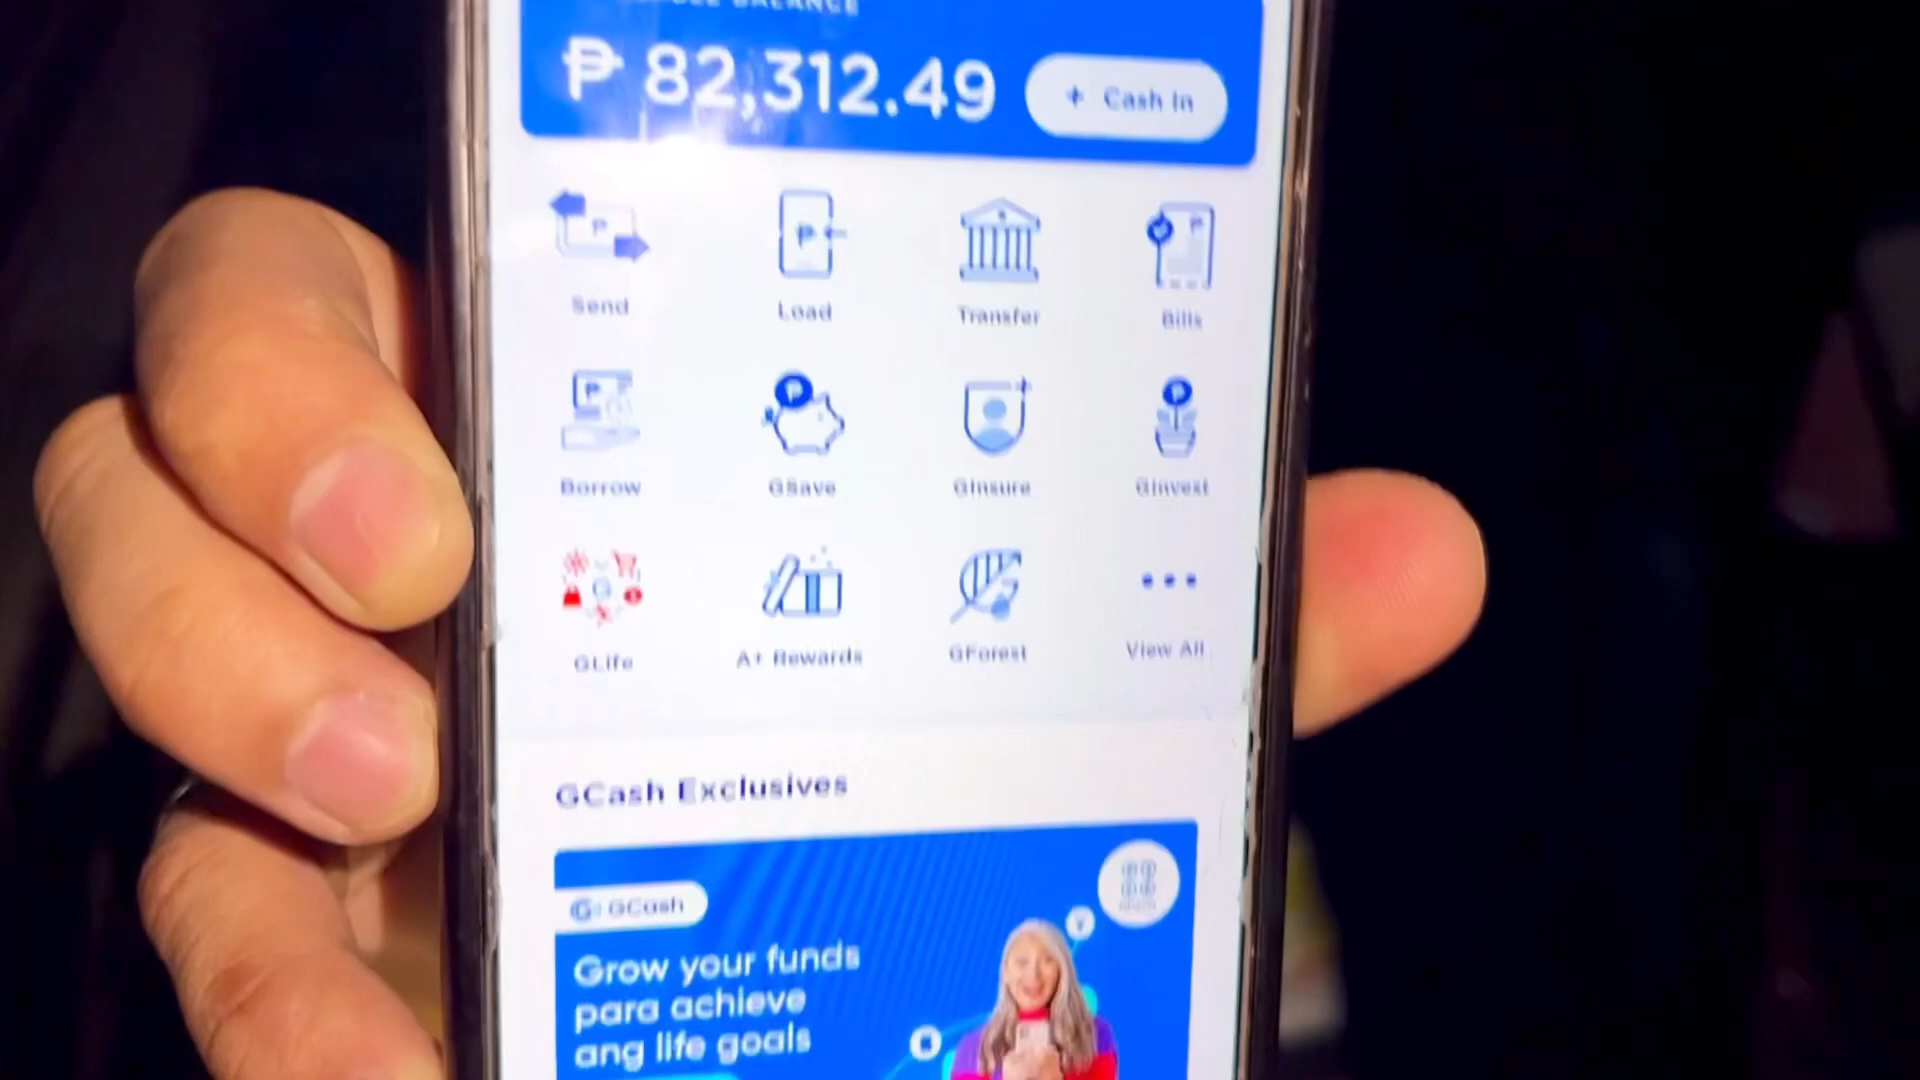 BALANCE
₱ 82,312.49
+ Cash In
Send
Load
Transfer
Bills
Borrow
GSave
GInsure
GInvest
GLife
A+ Rewards
GForest
View All
GCash Exclusives
GCash
Grow your funds
para achieve
ang life goals